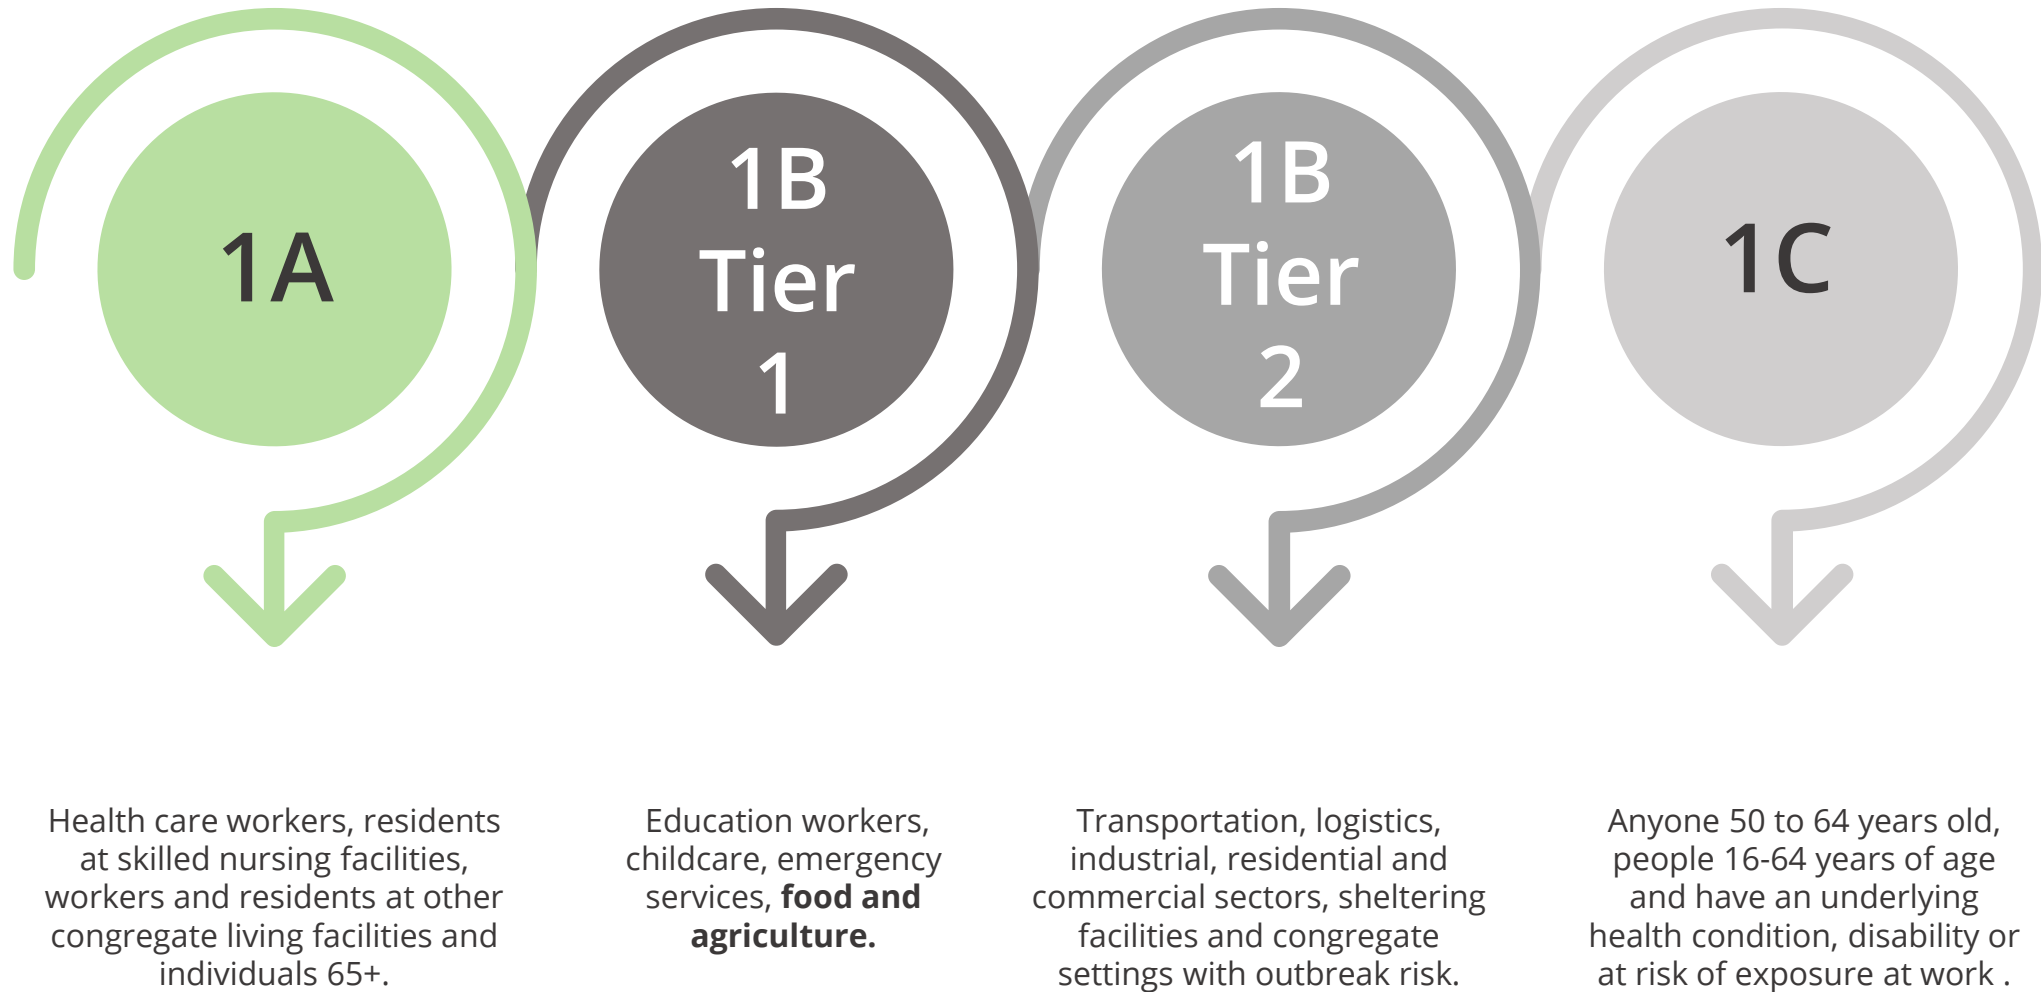 1A
1B
Tier
1
1B
Tier
2
1C
Health care workers, residents
at skilled nursing facilities,
workers and residents at other
congregate living facilities and
individuals 65+.
Education workers,
childcare, emergency
services, food and
agriculture.
Transportation, logistics,
industrial, residential and
commercial sectors, sheltering
facilities and congregate
settings with outbreak risk.
Anyone 50 to 64 years old,
people 16-64 years of age
and have an underlying
health condition, disability or
at risk of exposure at work .